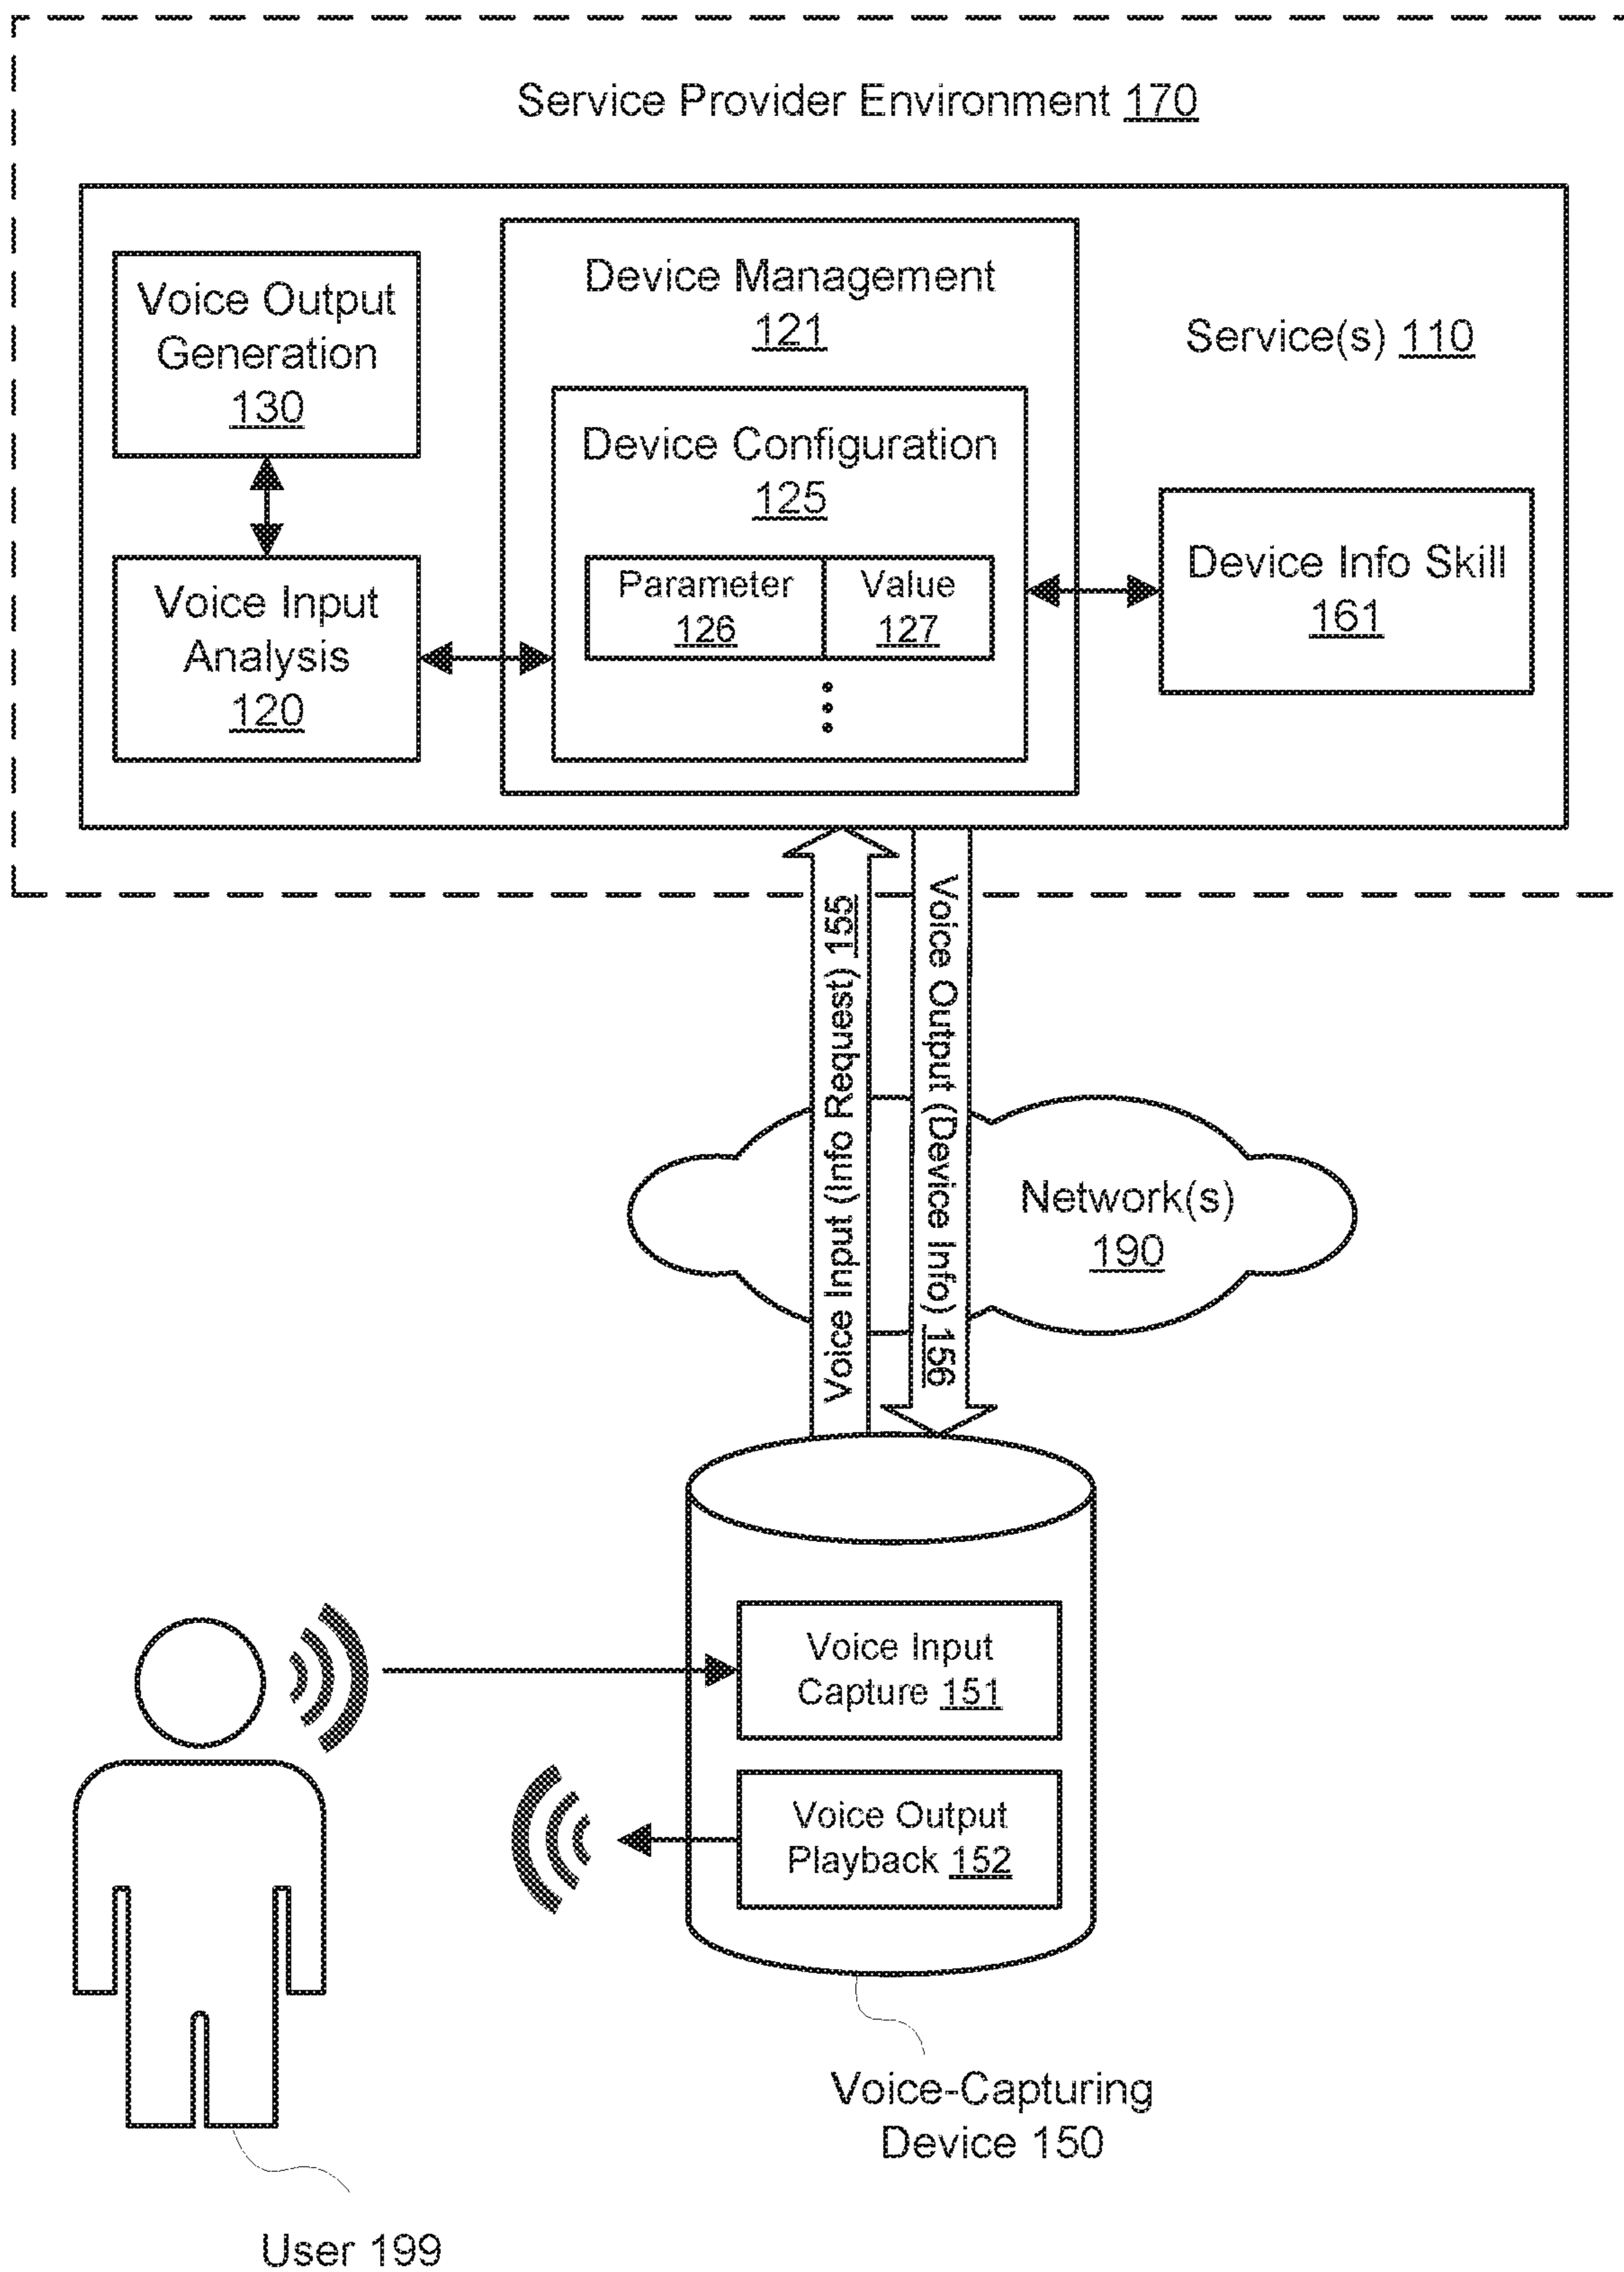 Service Provider Environment 170
Voice Output
Generation
130
Device Management
121
Service(s) 110
Device Configuration
125
Parameter
126
Value
127
Device Info Skill
161
Voice Input
Analysis
120
Voice Input (Info Request) 155
Voice Output (Device Info) 156
Network(s)
190
Voice Input
Capture 151
Voice Output
Playback 152
Voice-Capturing
Device 150
User 199